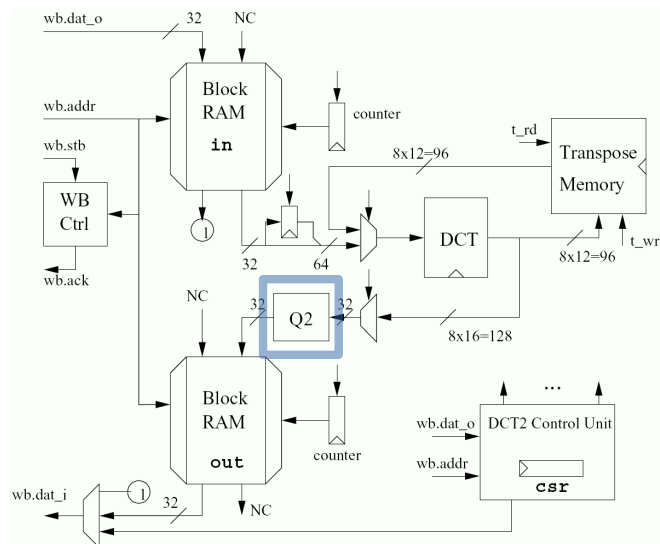 wb.dat_o
32
NC
Block
RAM
in
counter
wb.addr
wb.stb
WB
Ctrl
wb.ack
1
32
64
8x12=96
t_rd
Transpose
Memory
DCT
8x12=96
t_wr
NC
32
Q2
32
8x16=128
Block
RAM
out
counter
...
wb.dat_o
DCT2 Control Unit
wb.addr
csr
wb.dat_i
1
32
NC